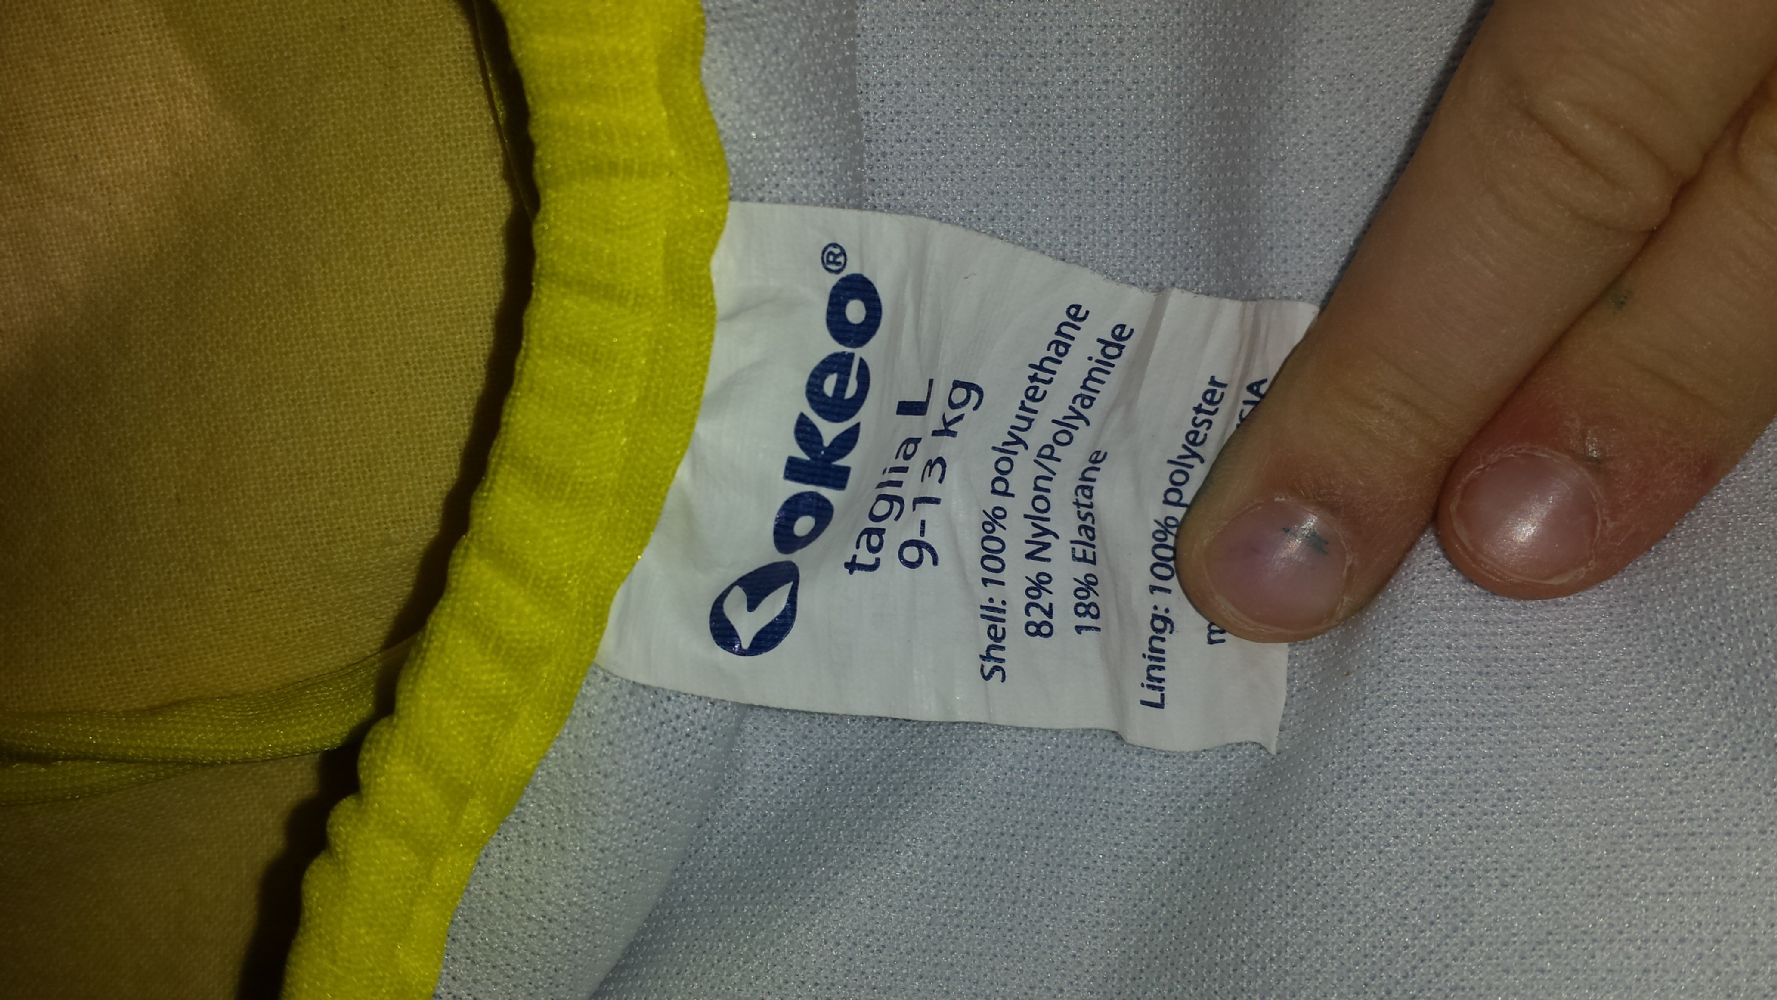 okeo®
taglia L
9-13 kg
Shell: 100% polyurethane
82% Nylon/Polyamide
18% Elastane
Lining: 100% polyester